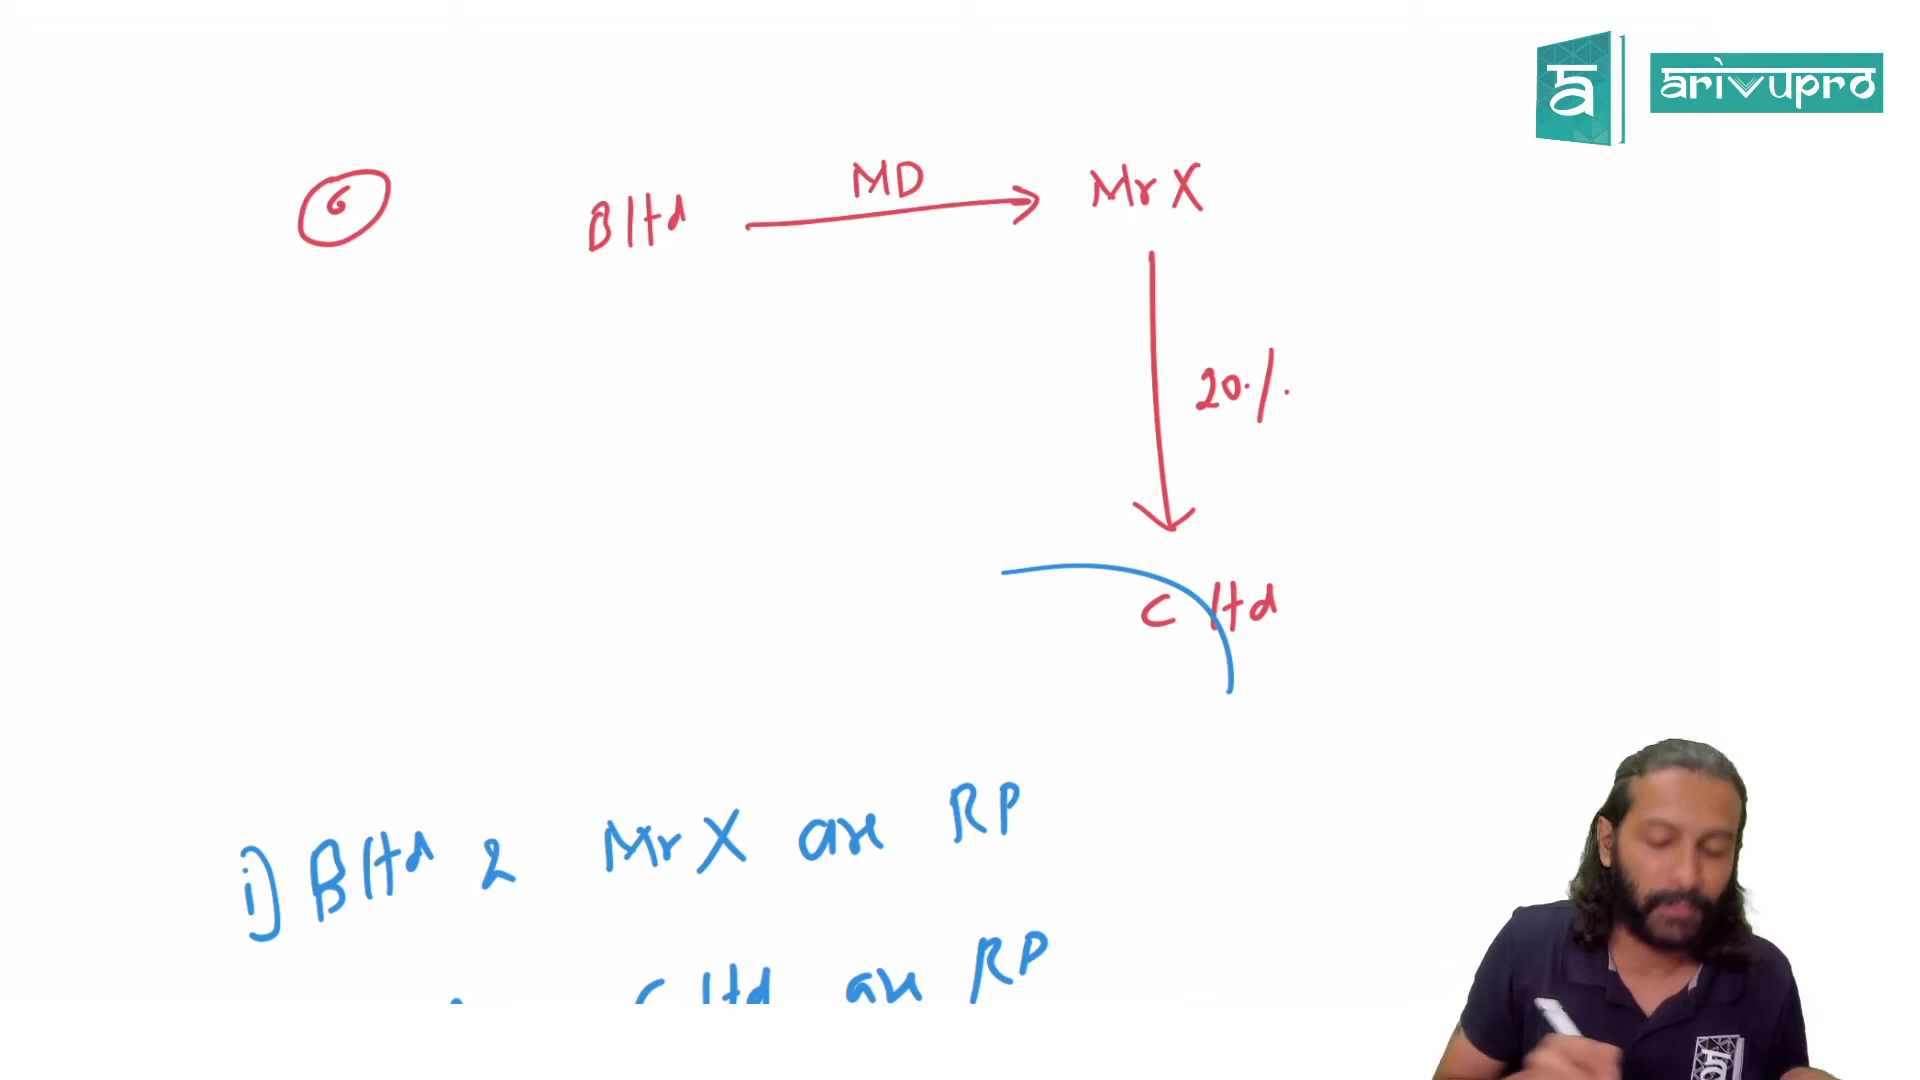 arivupro
6 B ltd MD Mr X
20%
C ltd
i) B ltd & Mr X are RP
C ltd are RP